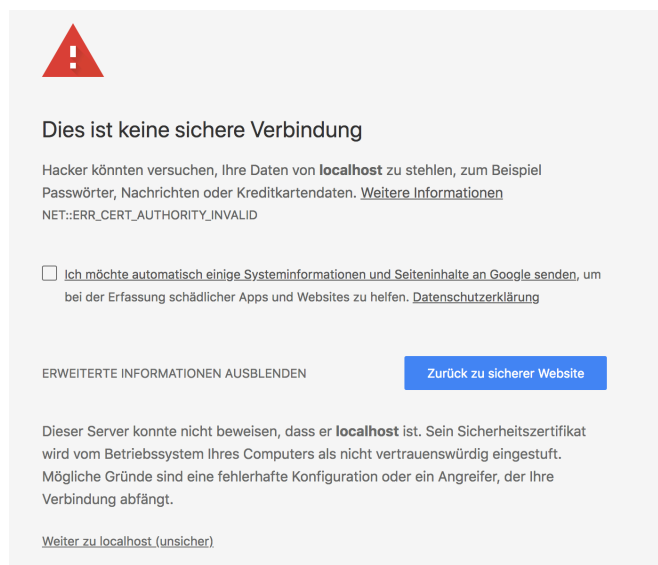 Dies ist keine sichere Verbindung
Hacker könnten versuchen, Ihre Daten von localhost zu stehlen, zum Beispiel
Passwörter, Nachrichten oder Kreditkartendaten. Weitere Informationen
NET::ERR_CERT_AUTHORITY_INVALID
Ich möchte automatisch einige Systeminformationen und Seiteninhalte an Google senden, um
bei der Erfassung schädlicher Apps und Websites zu helfen. Datenschutzerklärung
ERWEITERTE INFORMATIONEN AUSBLENDEN
Zurück zu sicherer Website
Dieser Server konnte nicht beweisen, dass er localhost ist. Sein Sicherheitszertifikat
wird vom Betriebssystem Ihres Computers als nicht vertrauenswürdig eingestuft.
Mögliche Gründe sind eine fehlerhafte Konfiguration oder ein Angreifer, der Ihre
Verbindung abfängt.
Weiter zu localhost (unsicher)